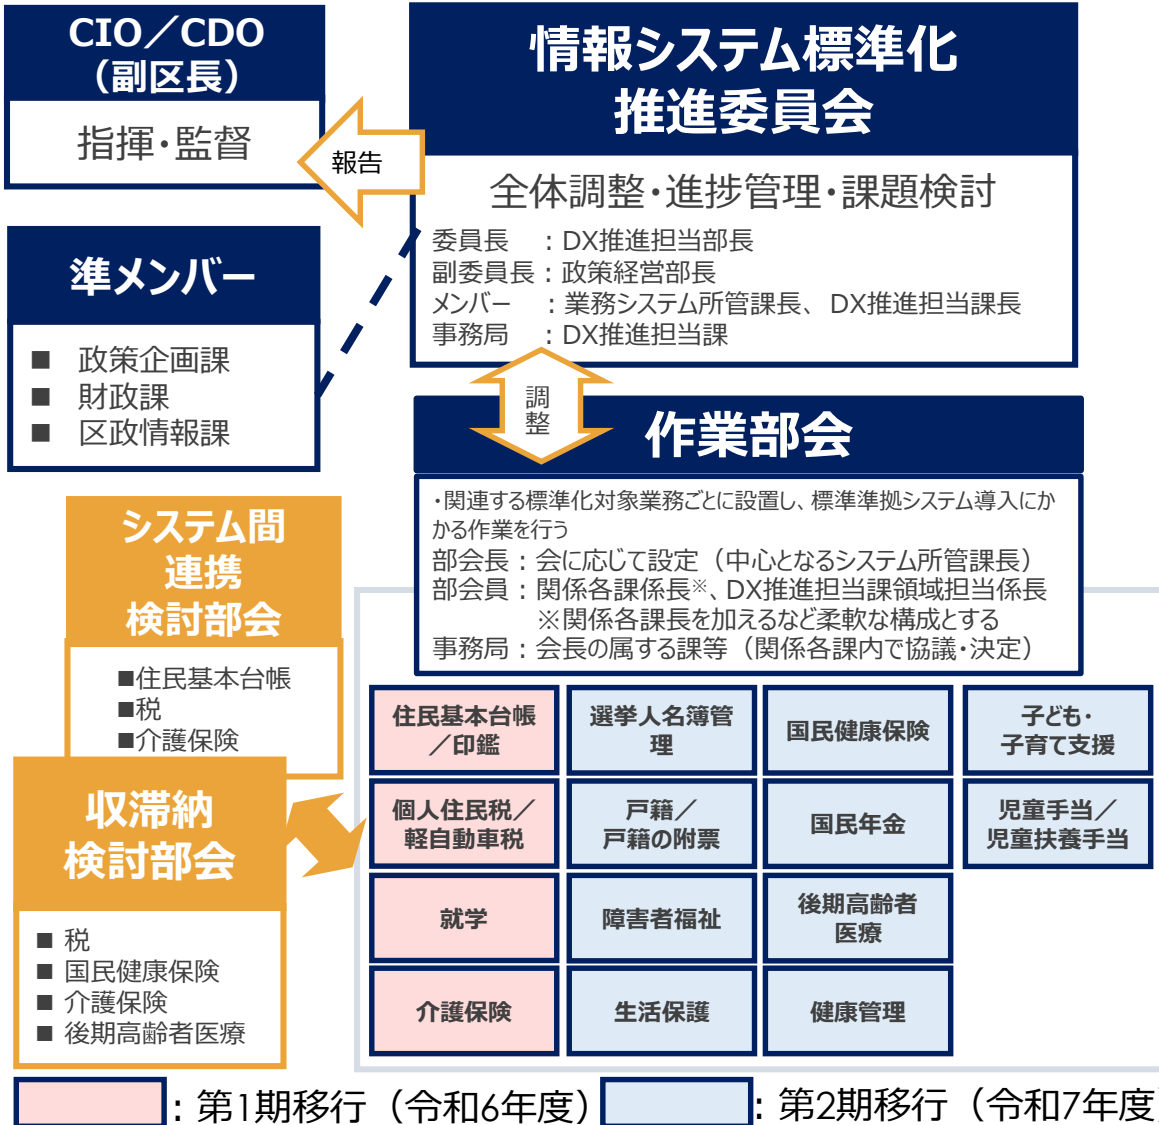 CIO／CDO
（副区長）
指揮・監督
報告
情報システム標準化
推進委員会
全体調整・進捗管理・課題検討
委員長　：DX推進担当部長
副委員長：政策経営部長
メンバー　：業務システム所管課長、DX推進担当課長
事務局　：DX推進担当課
準メンバー
■ 政策企画課
■ 財政課
■ 区政情報課
調
整
作業部会
・関連する標準化対象業務ごとに設置し、標準準拠システム導入にか
かる作業を行う
部会長：会に応じて設定（中心となるシステム所管課長）
部会員：関係各課係長※、DX推進担当課領域担当係長
※関係各課長を加えるなど柔軟な構成とする
事務局：会長の属する課等（関係各課内で協議・決定）
システム間
連携
検討部会
■住民基本台帳
■税
■介護保険
収滞納
検討部会
■ 税
■ 国民健康保険
■ 介護保険
■ 後期高齢者医療
住民基本台帳
／印鑑
選挙人名簿管
理
国民健康保険
子ども・
子育て支援
個人住民税／
軽自動車税
戸籍／
戸籍の附票
国民年金
児童手当／
児童扶養手当
就学
障害者福祉
後期高齢者
医療
介護保険
生活保護
健康管理
：第1期移行（令和6年度）
：第2期移行（令和7年度）